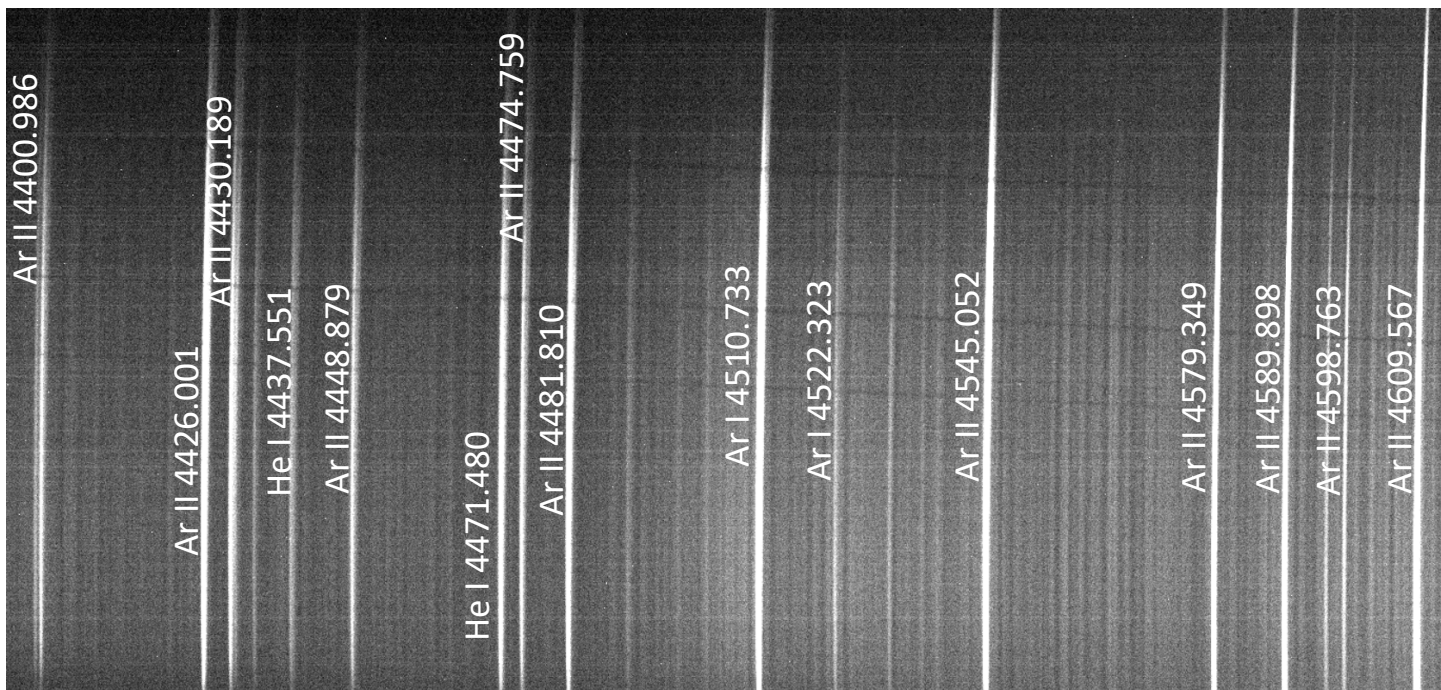 Ar II 4400.986
Ar II 4426.001
Ar II 4430.189
He I 4437.551
Ar II 4448.879
He I 4471.480
Ar II 4474.759
Ar II 4481.810
Ar I 4510.733
Ar I 4522.323
Ar II 4545.052
Ar II 4579.349
Ar II 4589.898
Ar II 4598.763
Ar II 4609.567